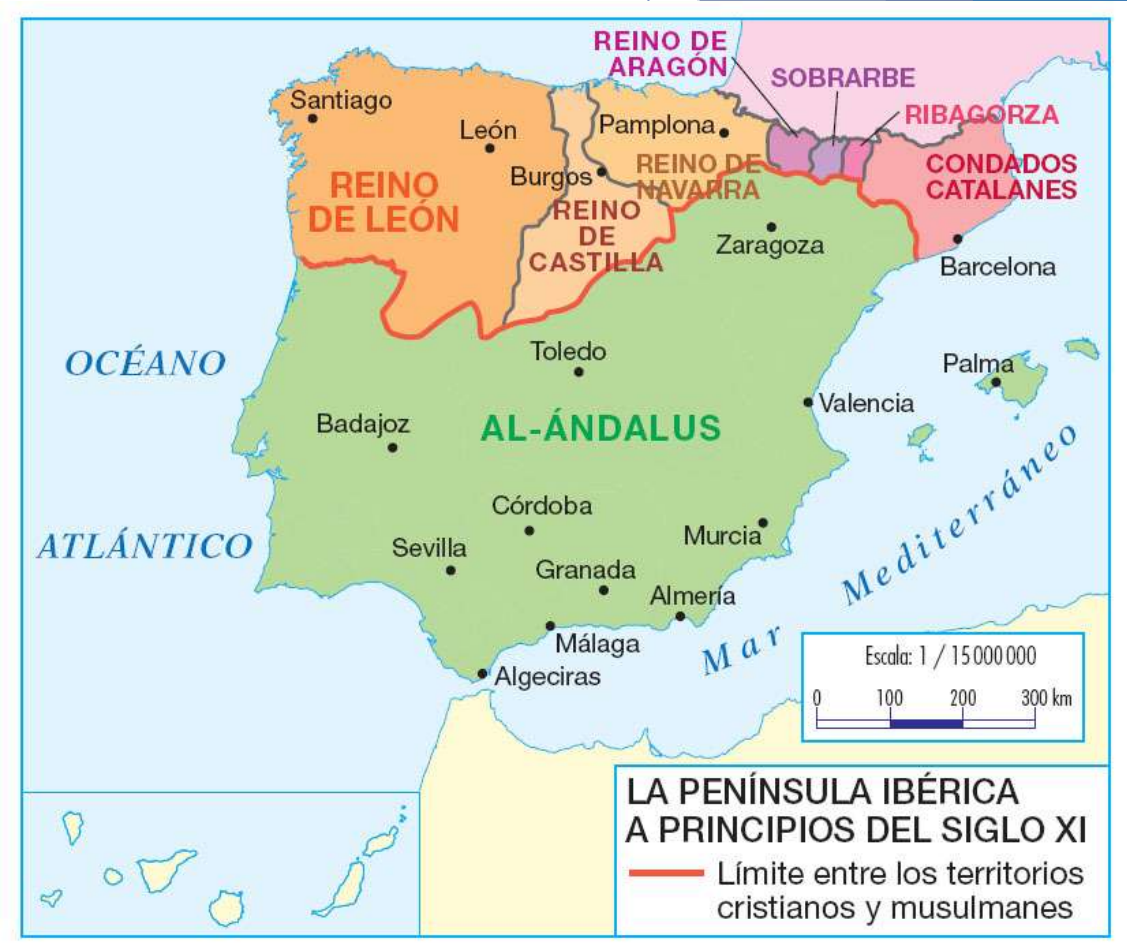 REINO DE
ARAGÓN
SOBRARBE
RIBAGORZA
Santiago
León
Pamplona
Burgos
REINO DE
NAVARRA
CONDADOS
CATALANES
REINO
DE LEÓN
REINO
DE
CASTILLA
Zaragoza
Barcelona
OCÉANO
ATLÁNTICO
Toledo
Palma
Badajoz
AL-ÁNDALUS
Valencia
Córdoba
Sevilla
Murcia
Granada
Almería
Málaga
Algeciras
Mar Mediterráneo
Escala: 1 / 15 000 000
0 100 200 300 km
LA PENÍNSULA IBÉRICA
A PRINCIPIOS DEL SIGLO XI
Límite entre los territorios
cristianos y musulmanes